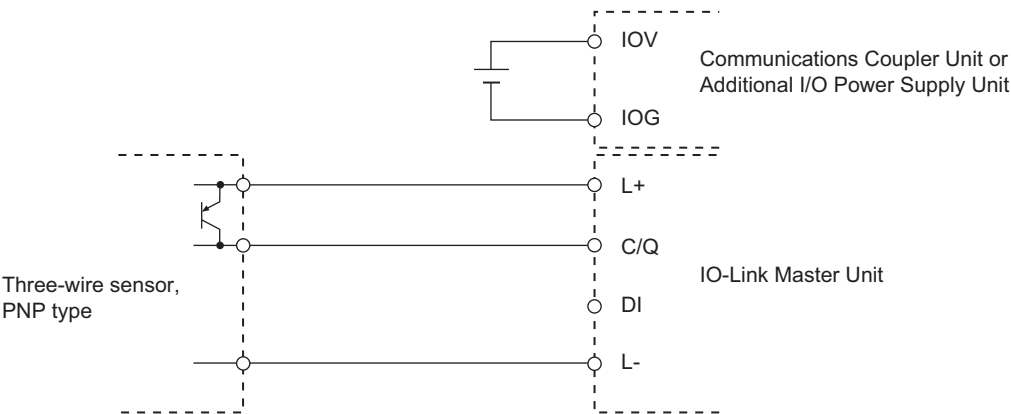 IOV
Communications Coupler Unit or
Additional I/O Power Supply Unit
IOG
L+
C/Q
IO-Link Master Unit
Three-wire sensor,
PNP type
DI
L-